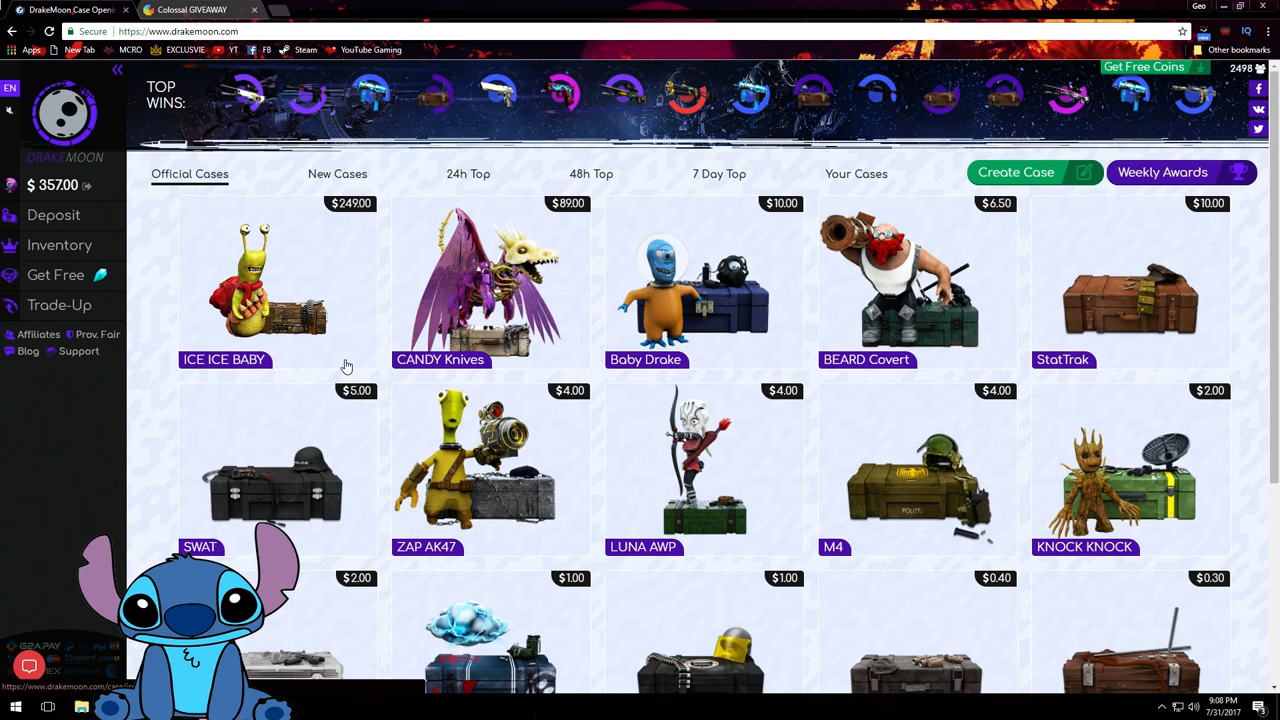 DrakeMoon Case Openi
Colossal GIVEAWAY
Geo
Secure
https://www.drakemoon.com
Apps
New Tab
MCRO
EXCLUSVIE
YT
FB
Steam
YouTube Gaming
Other bookmarks
EN
TOP
WINS:
Get Free Coins
2498
DRAKEMOON
$ 357.00
Deposit
Inventory
Get Free
Trade-Up
Affiliates
Prov. Fair
Blog
Support
Official Cases
New Cases
24h Top
48h Top
7 Day Top
Your Cases
Create Case
Weekly Awards
$249.00
ICE ICE BABY
$89.00
CANDY Knives
$10.00
Baby Drake
$6.50
BEARD Covert
$10.00
StatTrak
$5.00
SWAT
$4.00
ZAP AK47
$4.00
LUNA AWP
$4.00
M4
$2.00
KNOCK KNOCK
$2.00
$1.00
$1.00
$0.40
$0.30
G2APAY
9:08 PM
7/31/2017